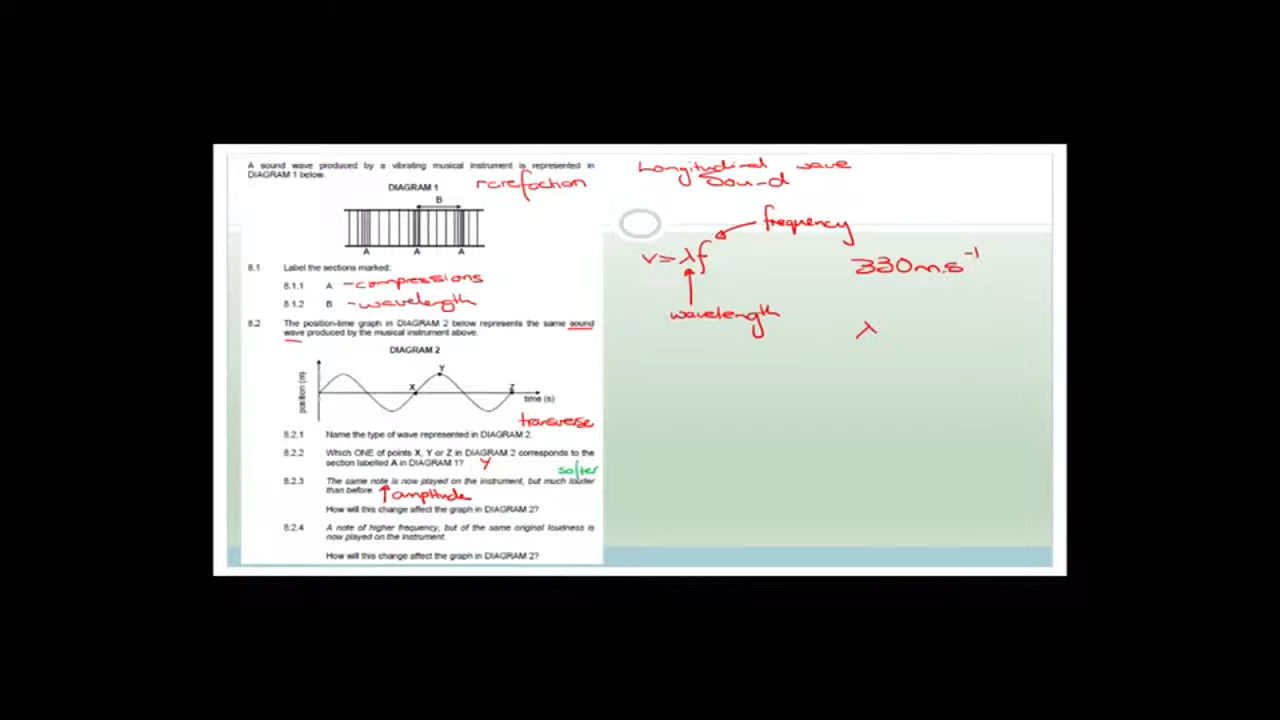 A sound wave produced by a vibrating musical instrument is represented in
DIAGRAM 1 below.
rarefaction
DIAGRAM 1
B
A A A
8.1 Label the sections marked:
8.1.1 A - compressions
8.1.2 B - wavelength
8.2 The position-time graph in DIAGRAM 2 below represents the same sound
wave produced by the musical instrument above.
DIAGRAM 2
position (m)
X Y Z
time (s)
transverse
8.2.1 Name the type of wave represented in DIAGRAM 2.
8.2.2 Which ONE of points X, Y or Z in DIAGRAM 2 corresponds to the
section labelled A in DIAGRAM 1? Y
softer
8.2.3 The same note is now played on the instrument, but much louder
than before. ↑ amplitude
How will this change affect the graph in DIAGRAM 2?
8.2.4 A note of higher frequency, but of the same original loudness is
now played on the instrument.
How will this change affect the graph in DIAGRAM 2?
Longitudinal wave
Sound
frequency
v = λf
330m.s⁻¹
wavelength
λ